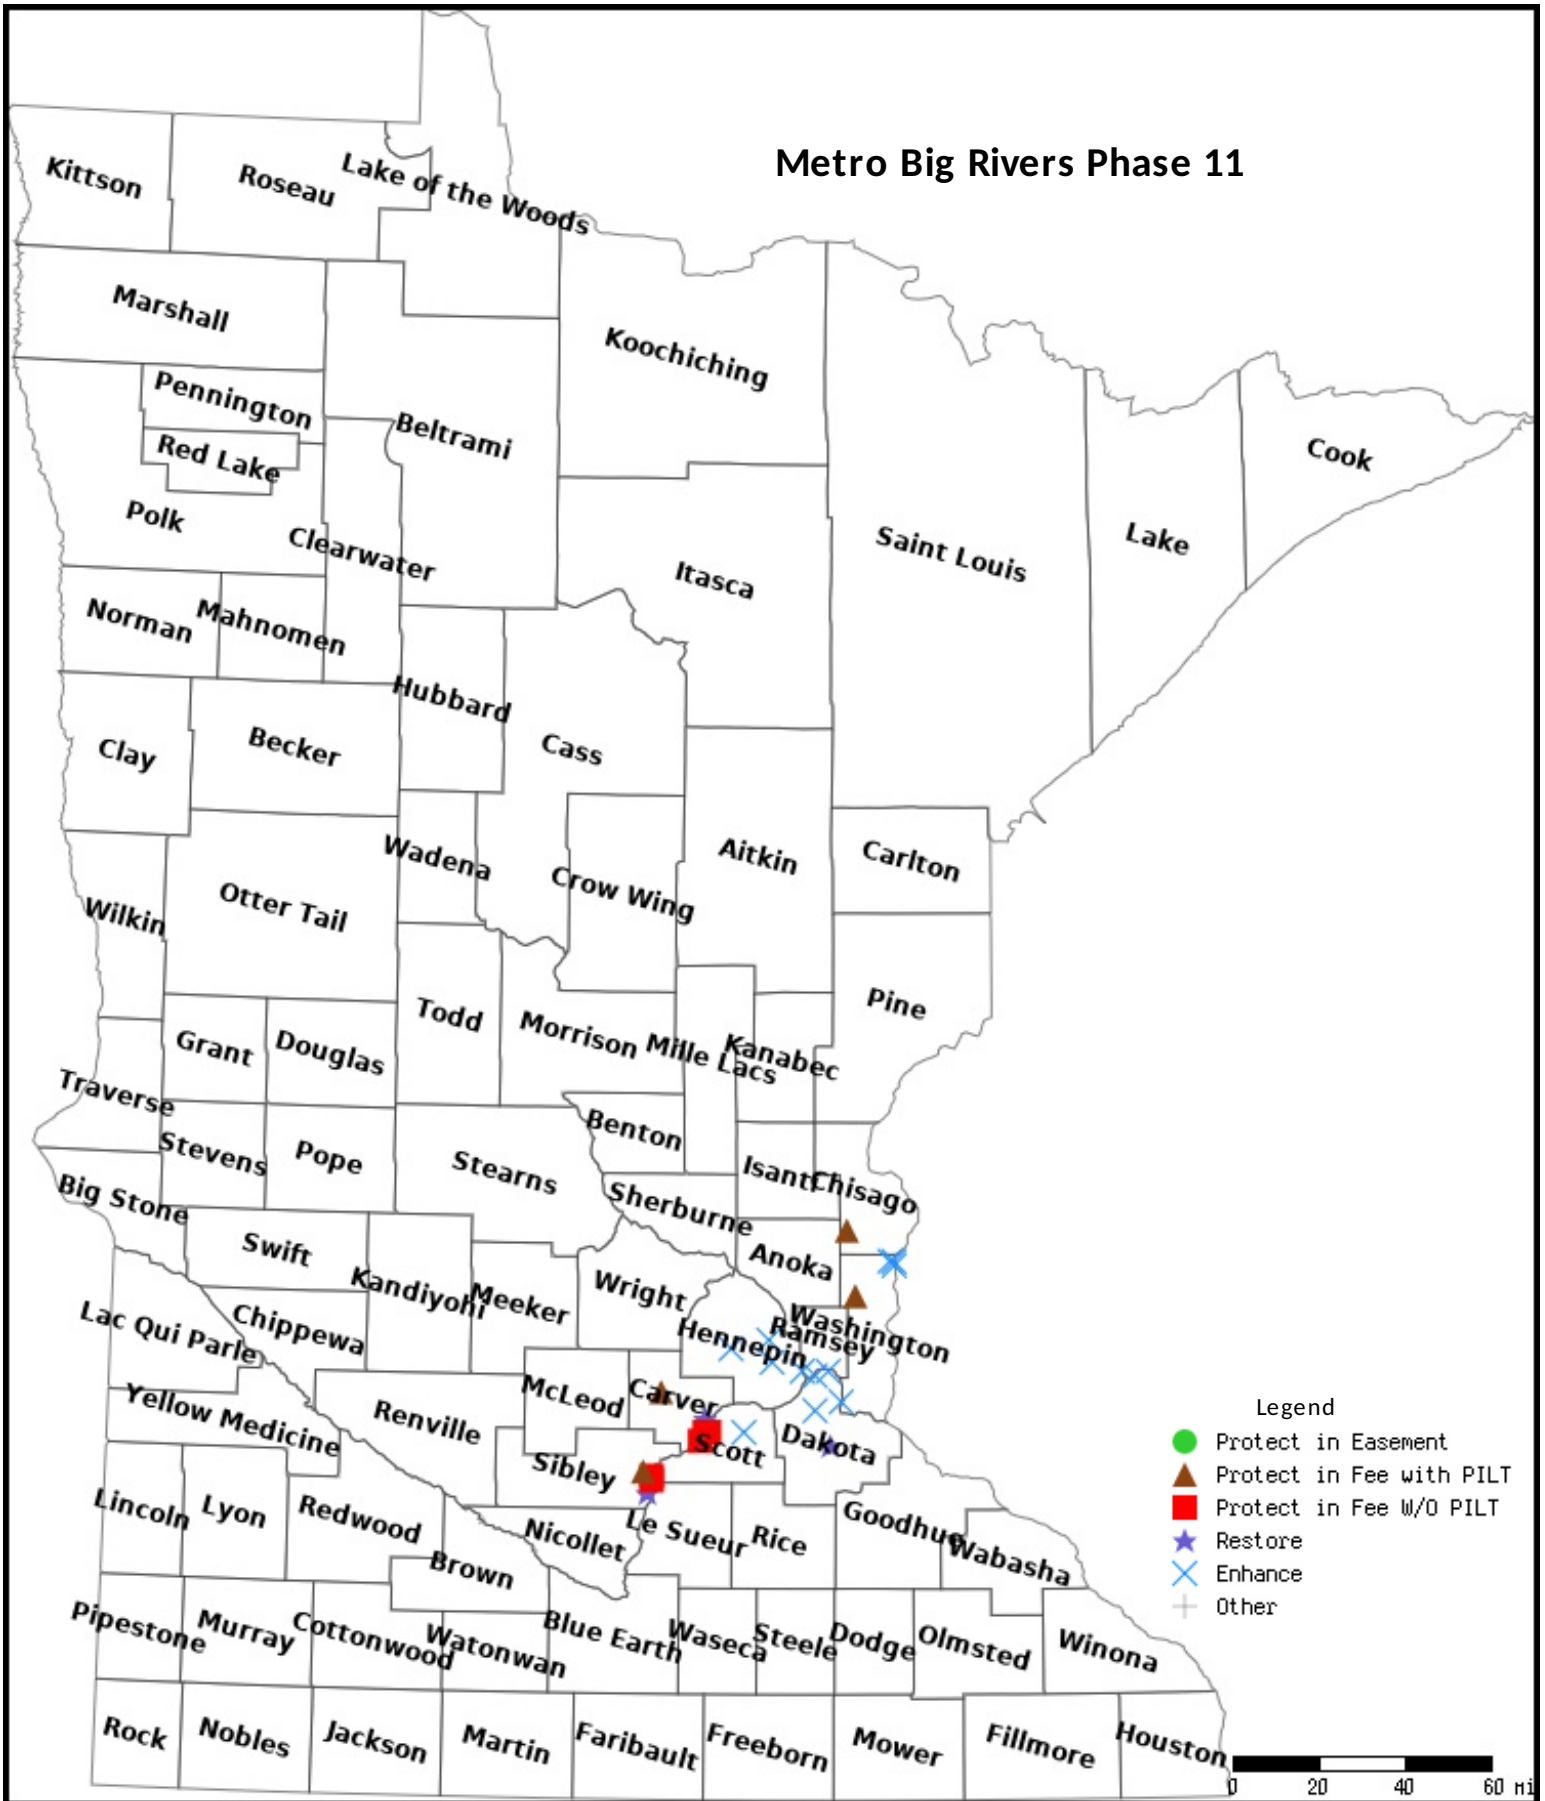 Metro Big Rivers Phase 11
Kittson
Roseau
Lake of the Woods
Marshall
Koochiching
Pennington
Beltrami
Red Lake
Cook
Polk
Clearwater
Saint Louis
Lake
Itasca
Norman
Mahnomen
Hubbard
Clay
Becker
Cass
Wadena
Aitkin
Carlton
Crow Wing
Otter Tail
Wilkin
Pine
Todd
Morrison
Mille Lacs
Kanabec
Grant
Douglas
Traverse
Benton
Stevens
Pope
Stearns
Isanti
Chisago
Big Stone
Sherburne
Swift
Anoka
Kandiyohi
Meeker
Wright
Lac Qui Parle
Chippewa
Washington
Ramsey
Hennepin
McLeod
Carver
Yellow Medicine
Renville
Scott
Dakota
Sibley
Lincoln
Lyon
Redwood
Nicollet
Le Sueur
Rice
Goodhue
Wabasha
Brown
Pipestone
Murray
Cottonwood
Watonwan
Blue Earth
Waseca
Steele
Dodge
Olmsted
Winona
Rock
Nobles
Jackson
Martin
Faribault
Freeborn
Mower
Fillmore
Houston
Legend
Protect in Easement
Protect in Fee with PILT
Protect in Fee W/O PILT
Restore
Enhance
Other
0 20 40 60 mi